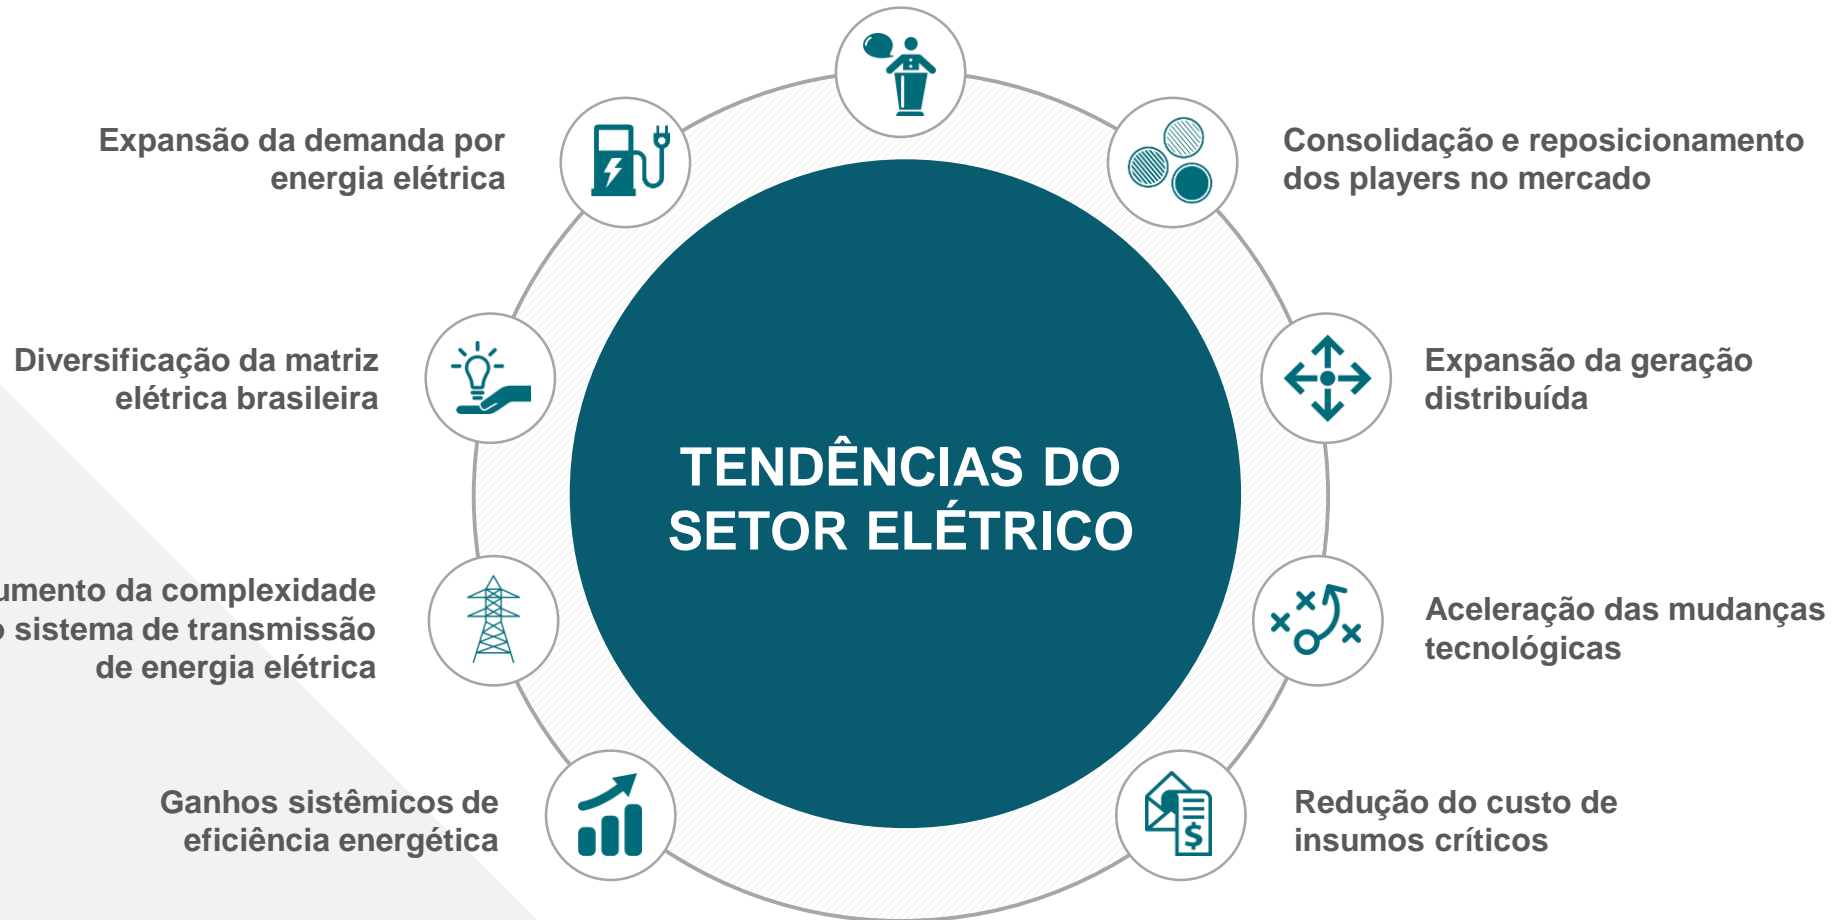 Expansão da demanda por
energia elétrica
Consolidação e reposicionamento
dos players no mercado
Diversificação da matriz
elétrica brasileira
Expansão da geração
distribuída
TENDÊNCIAS DO
SETOR ELÉTRICO
umento da complexidade
o sistema de transmissão
de energia elétrica
Aceleração das mudanças
tecnológicas
Ganhos sistêmicos de
eficiência energética
Redução do custo de
insumos críticos
$